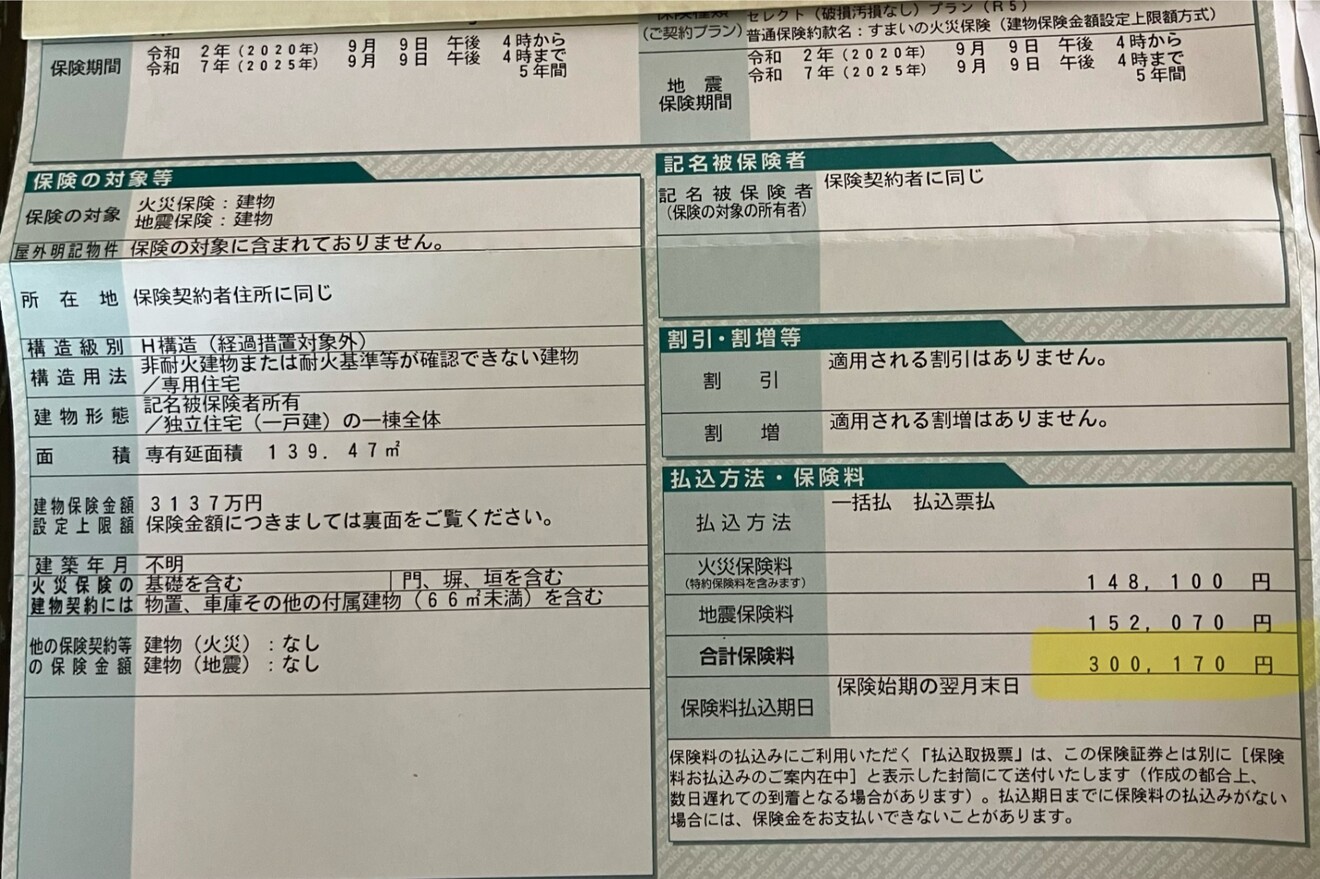 セレクト（破損汚損なし）プラン（R5）
（ご契約プラン） 普通保険約款名：すまいの火災保険（建物保険金額設定上限額方式）
保険期間
令和 2年（2020年） 9月 9日 午後 4時から
令和 7年（2025年） 9月 9日 午後 4時まで
5年間
地震
保険期間
令和 2年（2020年） 9月 9日 午後 4時から
令和 7年（2025年） 9月 9日 午後 4時まで
5年間
保険の対象等
保険の対象
火災保険：建物
地震保険：建物
屋外明記物件 保険の対象に含まれておりません。
所在地 保険契約者住所に同じ
構造級別 H構造（経過措置対象外）
構造用法
非耐火建物または耐火基準等が確認できない建物
／専用住宅
建物形態
記名被保険者所有
／独立住宅（一戸建）の一棟全体
面積 専有延面積 139．47㎡
建物保険金額 3137万円
設定上限額 保険金額につきましては裏面をご覧ください。
建築年月 不明
火災保険の 基礎を含む 門、塀、垣を含む
建物契約には 物置、車庫その他の付属建物（66㎡未満）を含む
他の保険契約等 建物（火災）：なし
の保険金額 建物（地震）：なし
記名被保険者
記名被保険者 保険契約者に同じ
（保険の対象の所有者）
割引・割増等
割引 適用される割引はありません。
割増 適用される割増はありません。
払込方法・保険料
払込方法 一括払 払込票払
火災保険料
（特約保険料を含みます） 148,100 円
地震保険料 152,070 円
合計保険料 300,170 円
保険料払込期日 保険始期の翌月末日
保険料の払込みにご利用いただく「払込取扱票」は、この保険証券とは別に［保険
料お払込みのご案内在中］と表示した封筒にて送付いたします（作成の都合上、
数日遅れての到着となる場合があります）。払込期日までに保険料の払込みがない
場合には、保険金をお支払いできないことがあります。